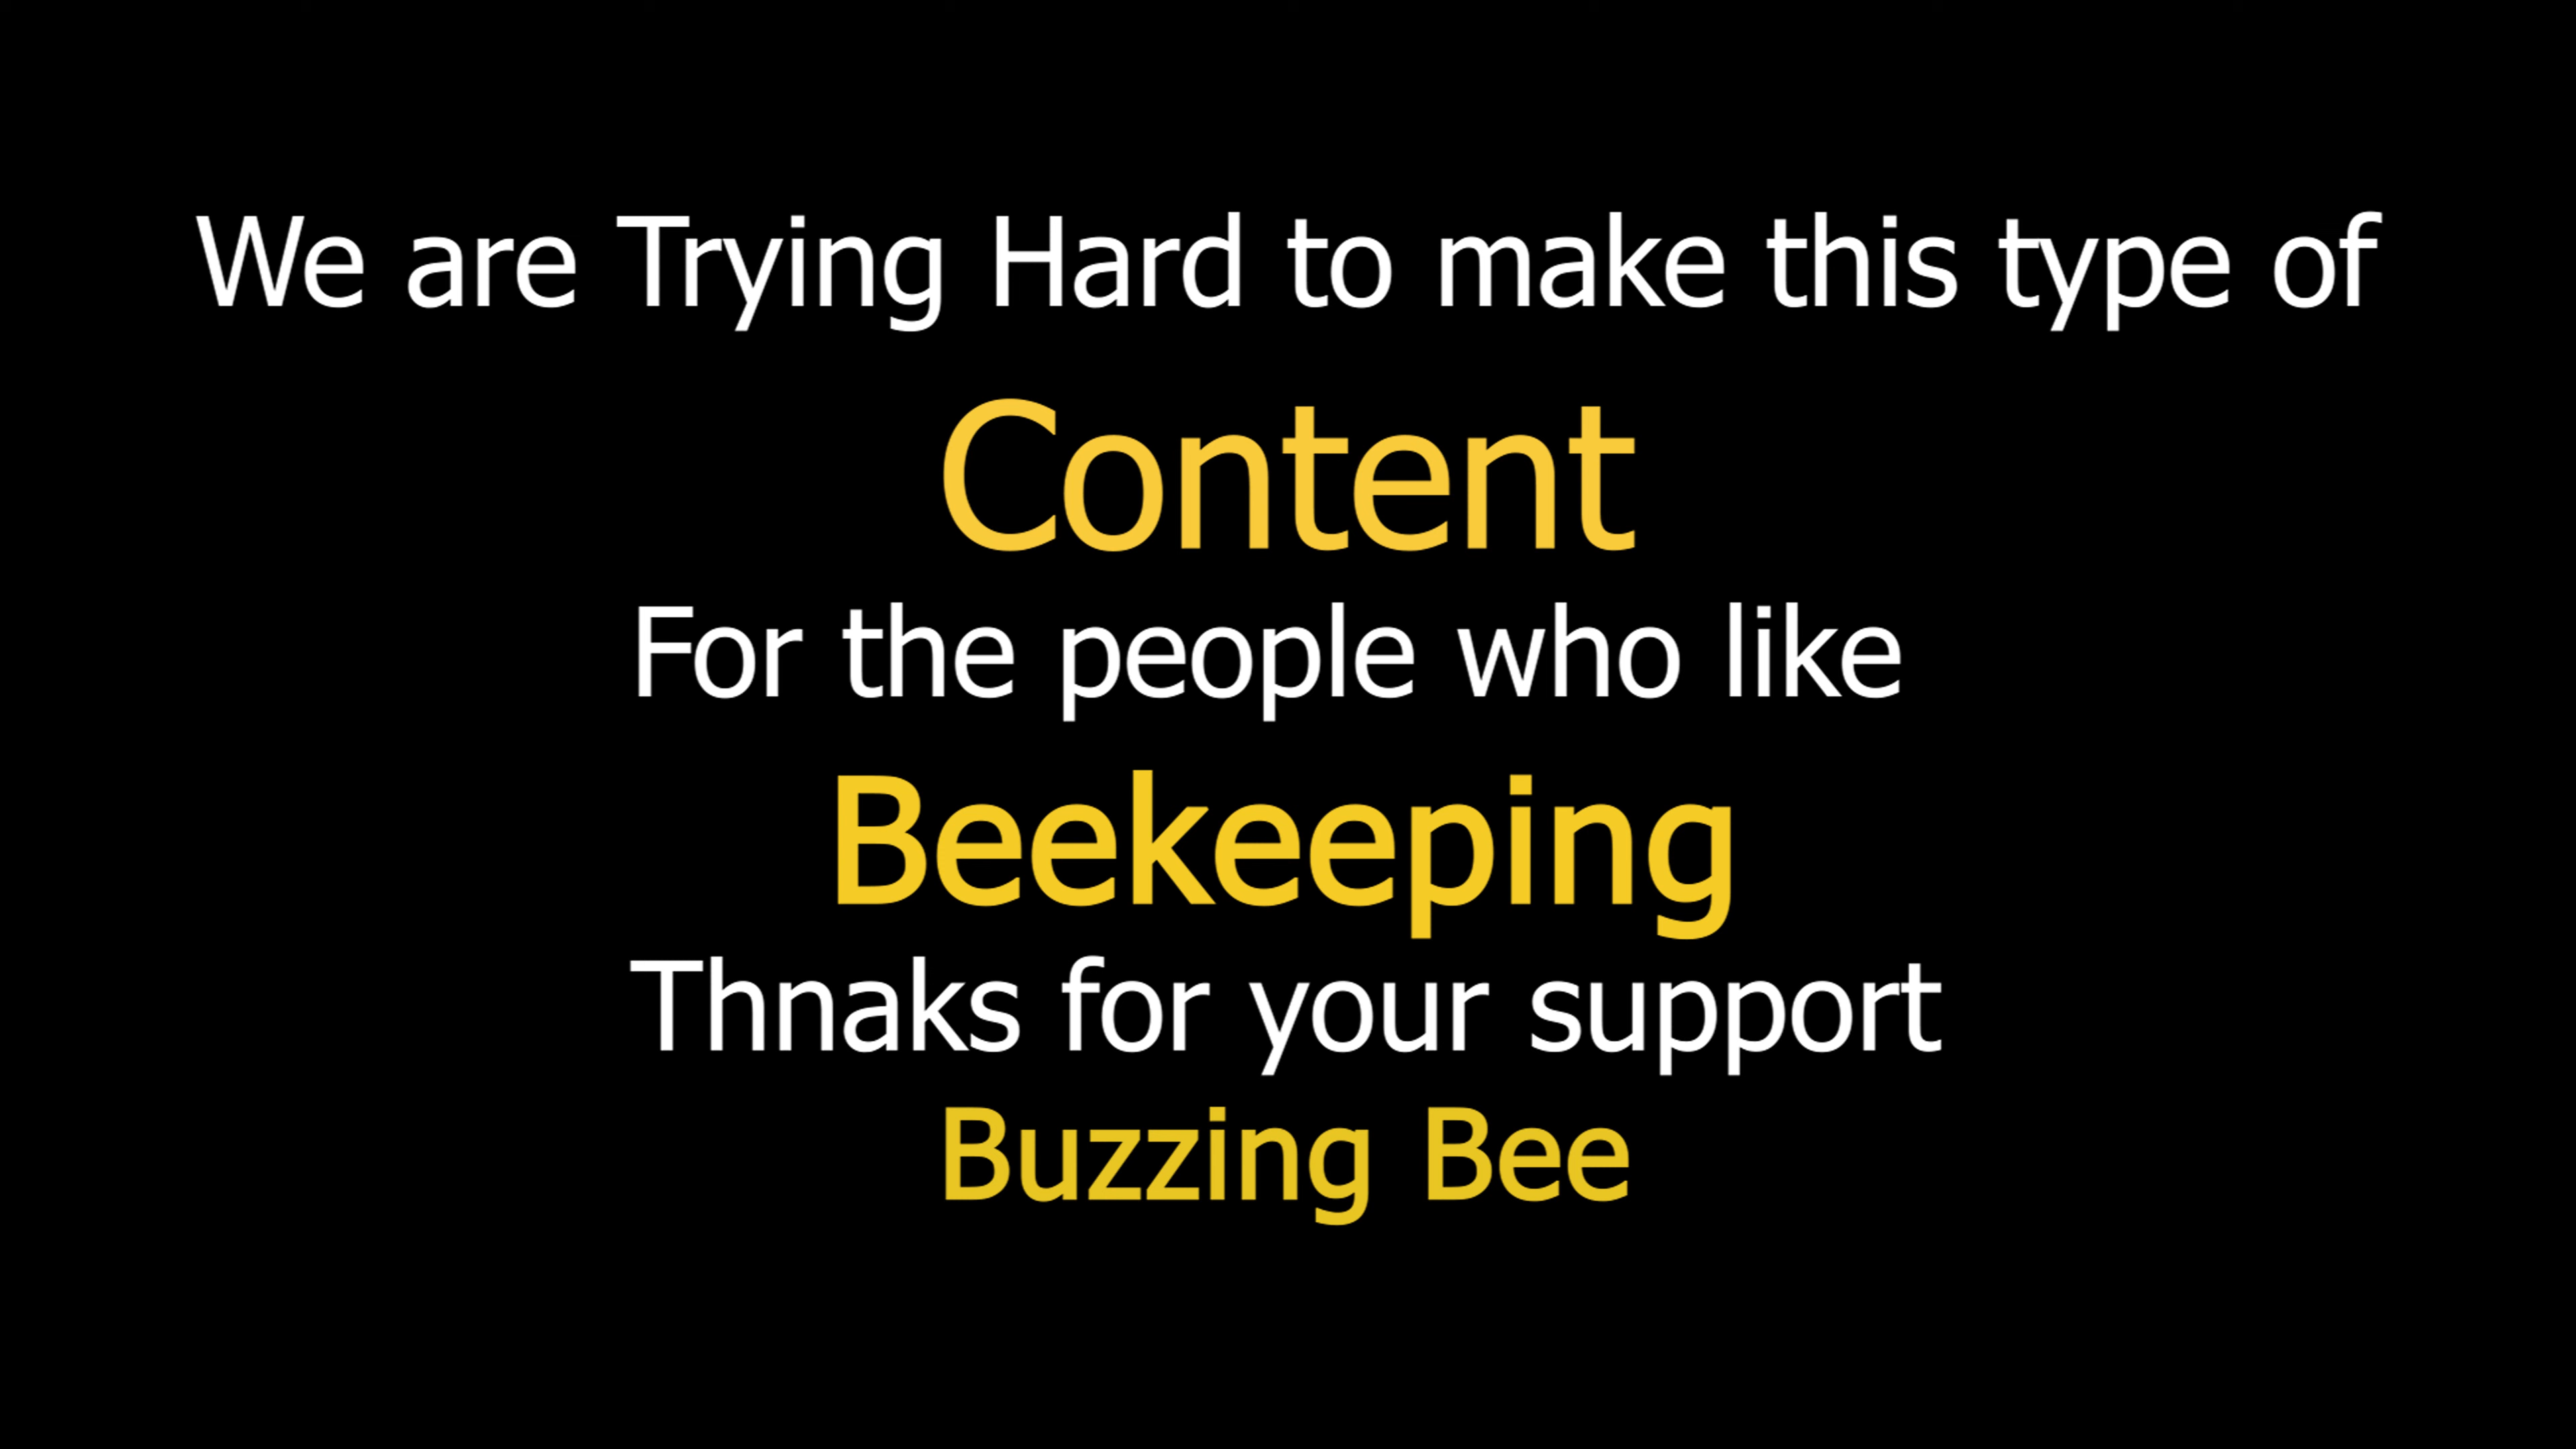 We are Trying Hard to make this type of
Content
For the people who like
Beekeeping
Thnaks for your support
Buzzing Bee